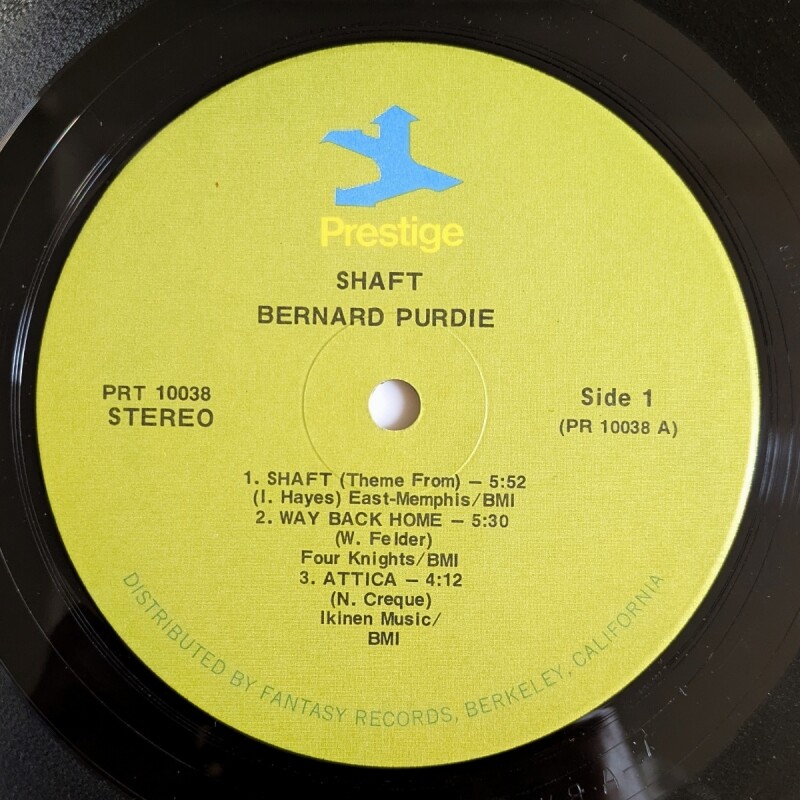 Prestige
SHAFT
BERNARD PURDIE
PRT 10038
STEREO
Side 1
(PR 10038 A)
1. SHAFT (Theme From) – 5:52
(I. Hayes) East-Memphis/BMI
2. WAY BACK HOME – 5:30
(W. Felder)
Four Knights/BMI
3. ATTICA – 4:12
(N. Creque)
Ikinen Music/
BMI
DISTRIBUTED BY FANTASY RECORDS, BERKELEY, CALIFORNIA